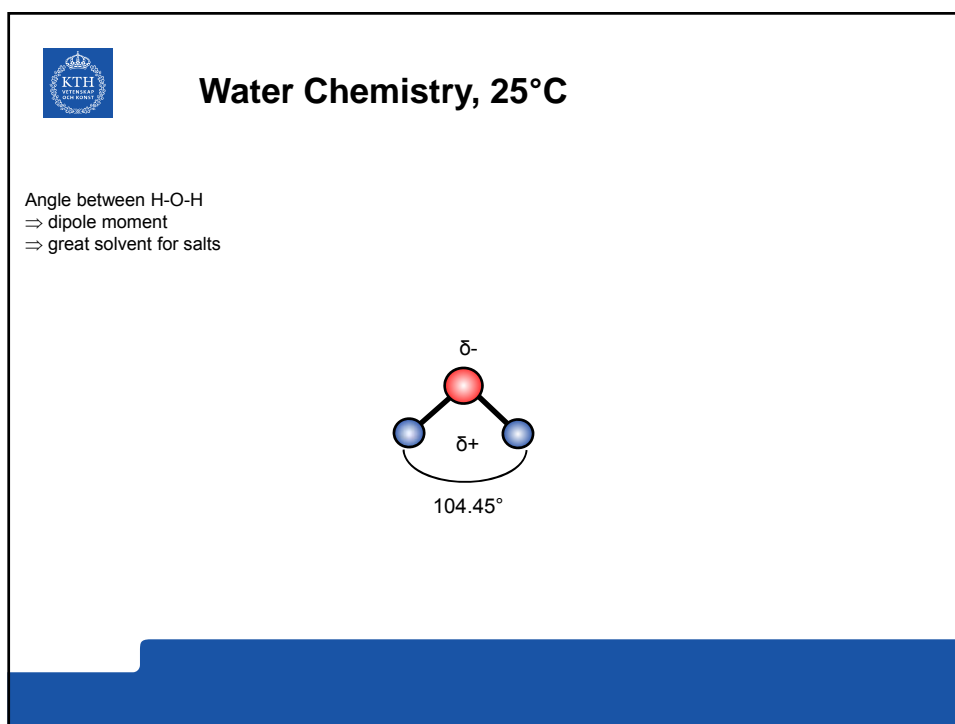 KTH
VETENSKAP
OCH KONST
Water Chemistry, 25°C
Angle between H-O-H
⇒ dipole moment
⇒ great solvent for salts
δ-
δ+
104.45°